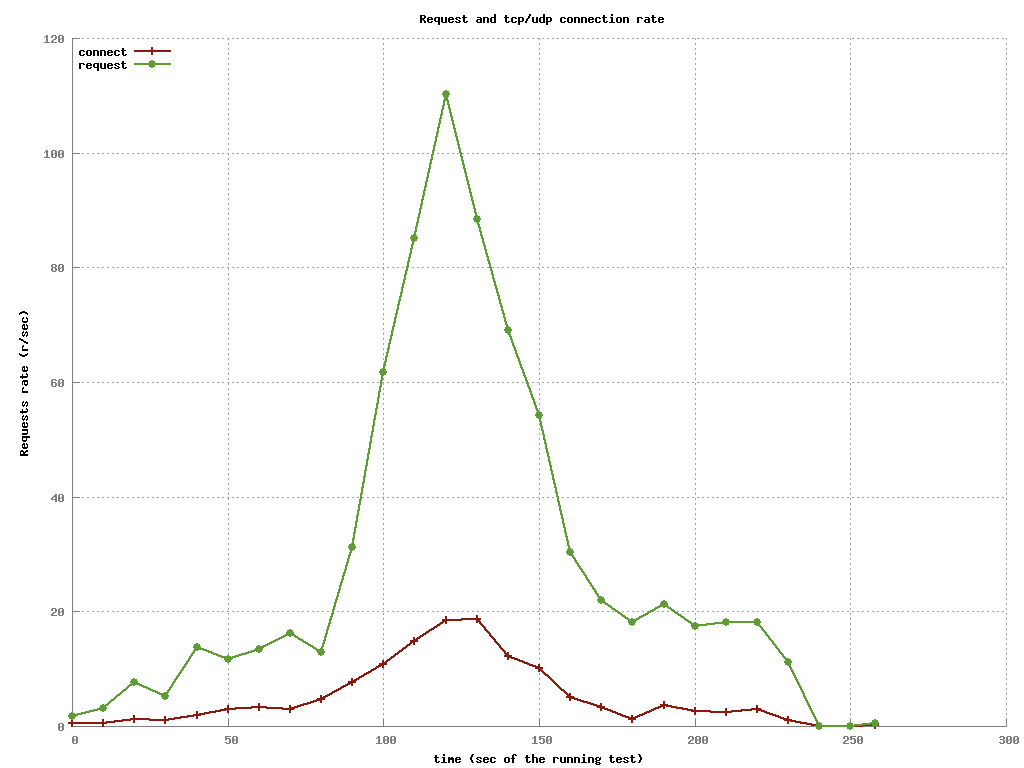 Request and tcp/udp connection rate
120
connect
request
100
80
60
40
20
0
Requests rate (r/sec)
0 50 100 150 200 250 300
time (sec of the running test)